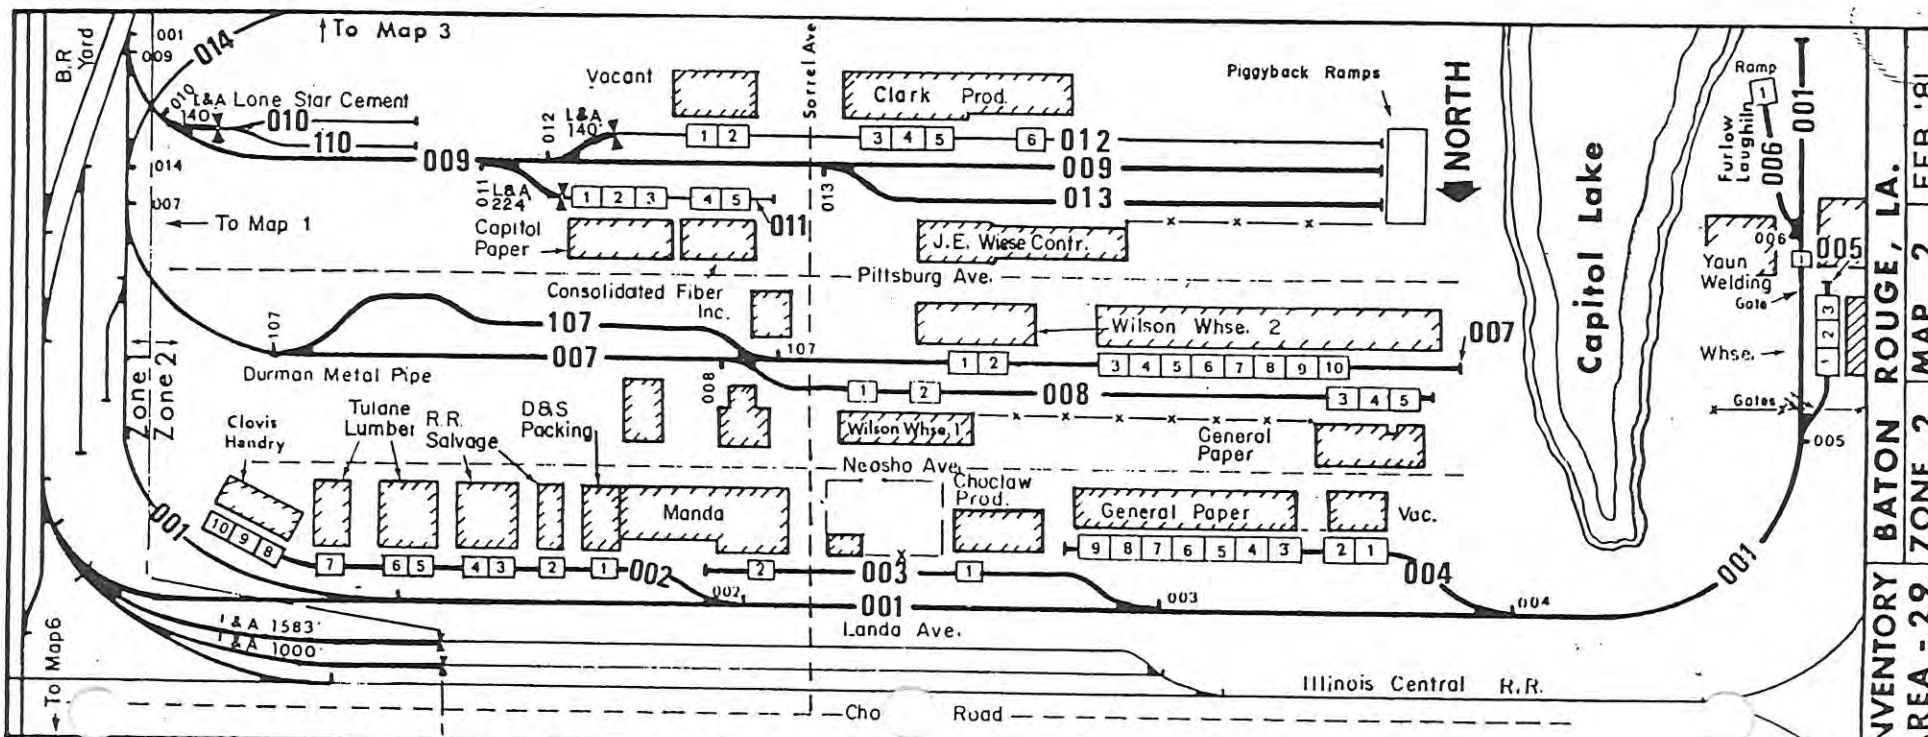 B.R Yard
001
009
014
↑To Map 3
Sorrel Ave
Vacant
Clark Prod.
Piggyback Ramps
NORTH
Capitol Lake
Ramp
1
001
Furlow Laughlin
006
010
L&A 140'
Lone Star Cement
010
110
009
012
L&A 140'
1 2
3 4 5
6
012
009
013
013
011
L&A 224'
1 2 3
4 5
011
Capitol Paper
J.E. Wiese Contr.
014
007
To Map 1
Pittsburg Ave.
Consolidated Fiber Inc.
107
107
007
107
Wilson Whse. 2
007
1 2
3 4 5 6 7 8 9 10
008
1
2
008
3 4 5
Durman Metal Pipe
Wilson Whse. 1
General Paper
006
1
005
Yaun Welding
Gate
3
2
1
Whse.
Gates
005
Zone 1
Zone 2
Clovis Hendry
Tulane Lumber
R.R. Salvage
D&S Packing
Neosho Ave.
Manda
Choclaw Prod.
General Paper
Vac.
001
10 9 8
7
6 5
4 3
2
1
002
2
003
1
9 8 7 6 5 4 3
2 1
004
002
001
003
004
001
Landa Ave.
L & A 1583'
L & A 1000'
Illinois Central R.R.
To Map6
Cho
Road
INVENTORY
BATON ROUGE, LA.
AREA - 29
ZONE 2
MAP 2
FEB '81